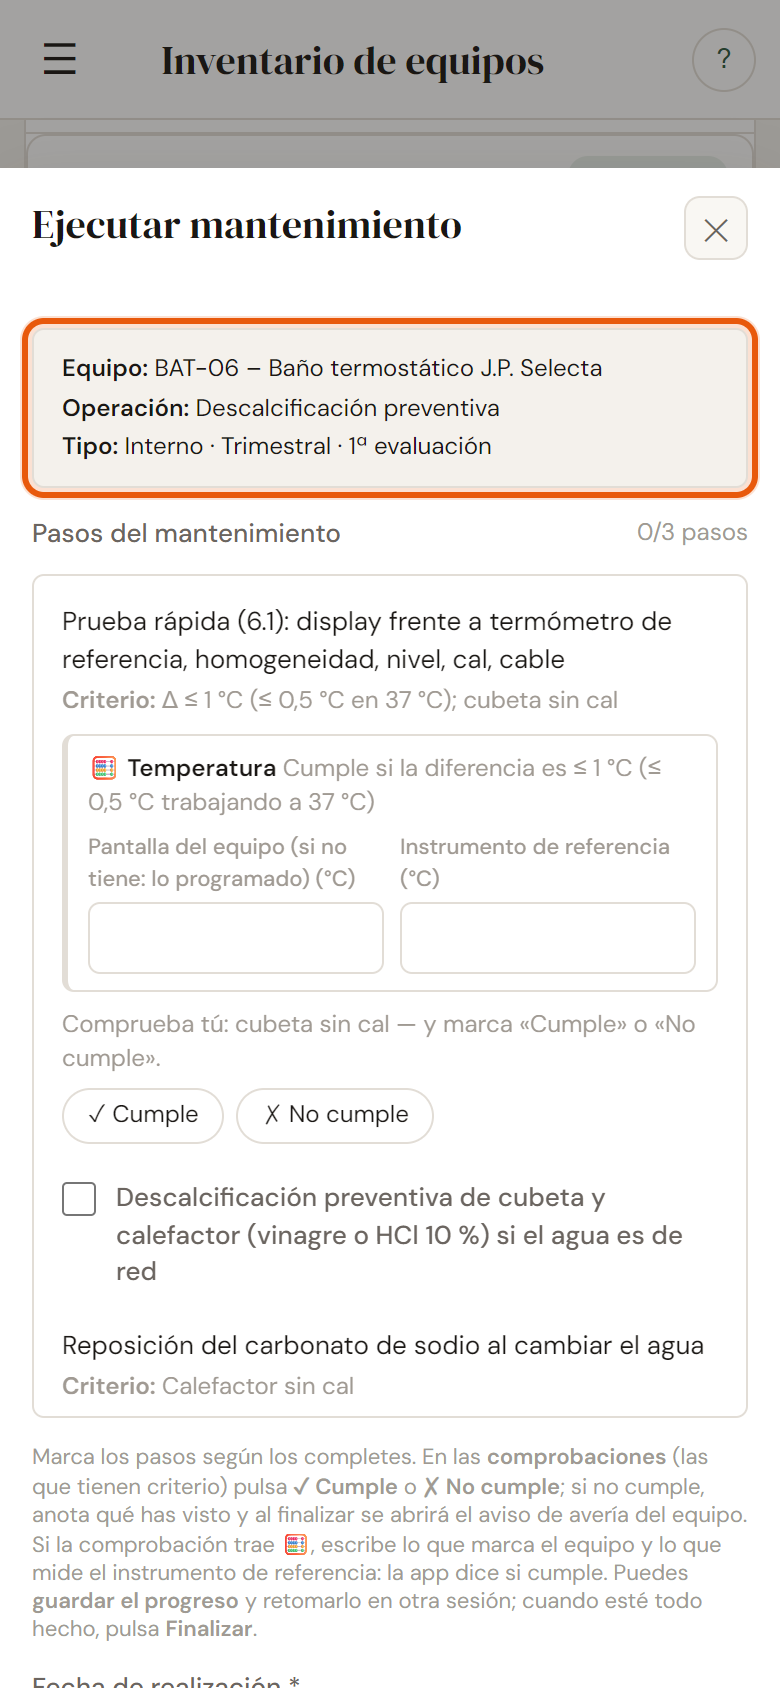 ☰ Inventario de equipos ?
Ejecutar mantenimiento
Equipo: BAT-06 – Baño termostático J.P. Selecta
Operación: Descalcificación preventiva
Tipo: Interno · Trimestral · 1ª evaluación
Pasos del mantenimiento 0/3 pasos
Prueba rápida (6.1): display frente a termómetro de
referencia, homogeneidad, nivel, cal, cable
Criterio: Δ ≤ 1 °C (≤ 0,5 °C en 37 °C); cubeta sin cal
🧮 Temperatura Cumple si la diferencia es ≤ 1 °C (≤
0,5 °C trabajando a 37 °C)
Pantalla del equipo (si no
tiene: lo programado) (°C)
Instrumento de referencia
(°C)
Comprueba tú: cubeta sin cal — y marca «Cumple» o «No
cumple».
✓ Cumple ✗ No cumple
Descalcificación preventiva de cubeta y
calefactor (vinagre o HCl 10 %) si el agua es de
red
Reposición del carbonato de sodio al cambiar el agua
Criterio: Calefactor sin cal
Marca los pasos según los completes. En las comprobaciones (las
que tienen criterio) pulsa ✓ Cumple o ✗ No cumple; si no cumple,
anota qué has visto y al finalizar se abrirá el aviso de avería del equipo.
Si la comprobación trae 🧮, escribe lo que marca el equipo y lo que
mide el instrumento de referencia: la app dice si cumple. Puedes
guardar el progreso y retomarlo en otra sesión; cuando esté todo
hecho, pulsa Finalizar.
Fecha de realización *